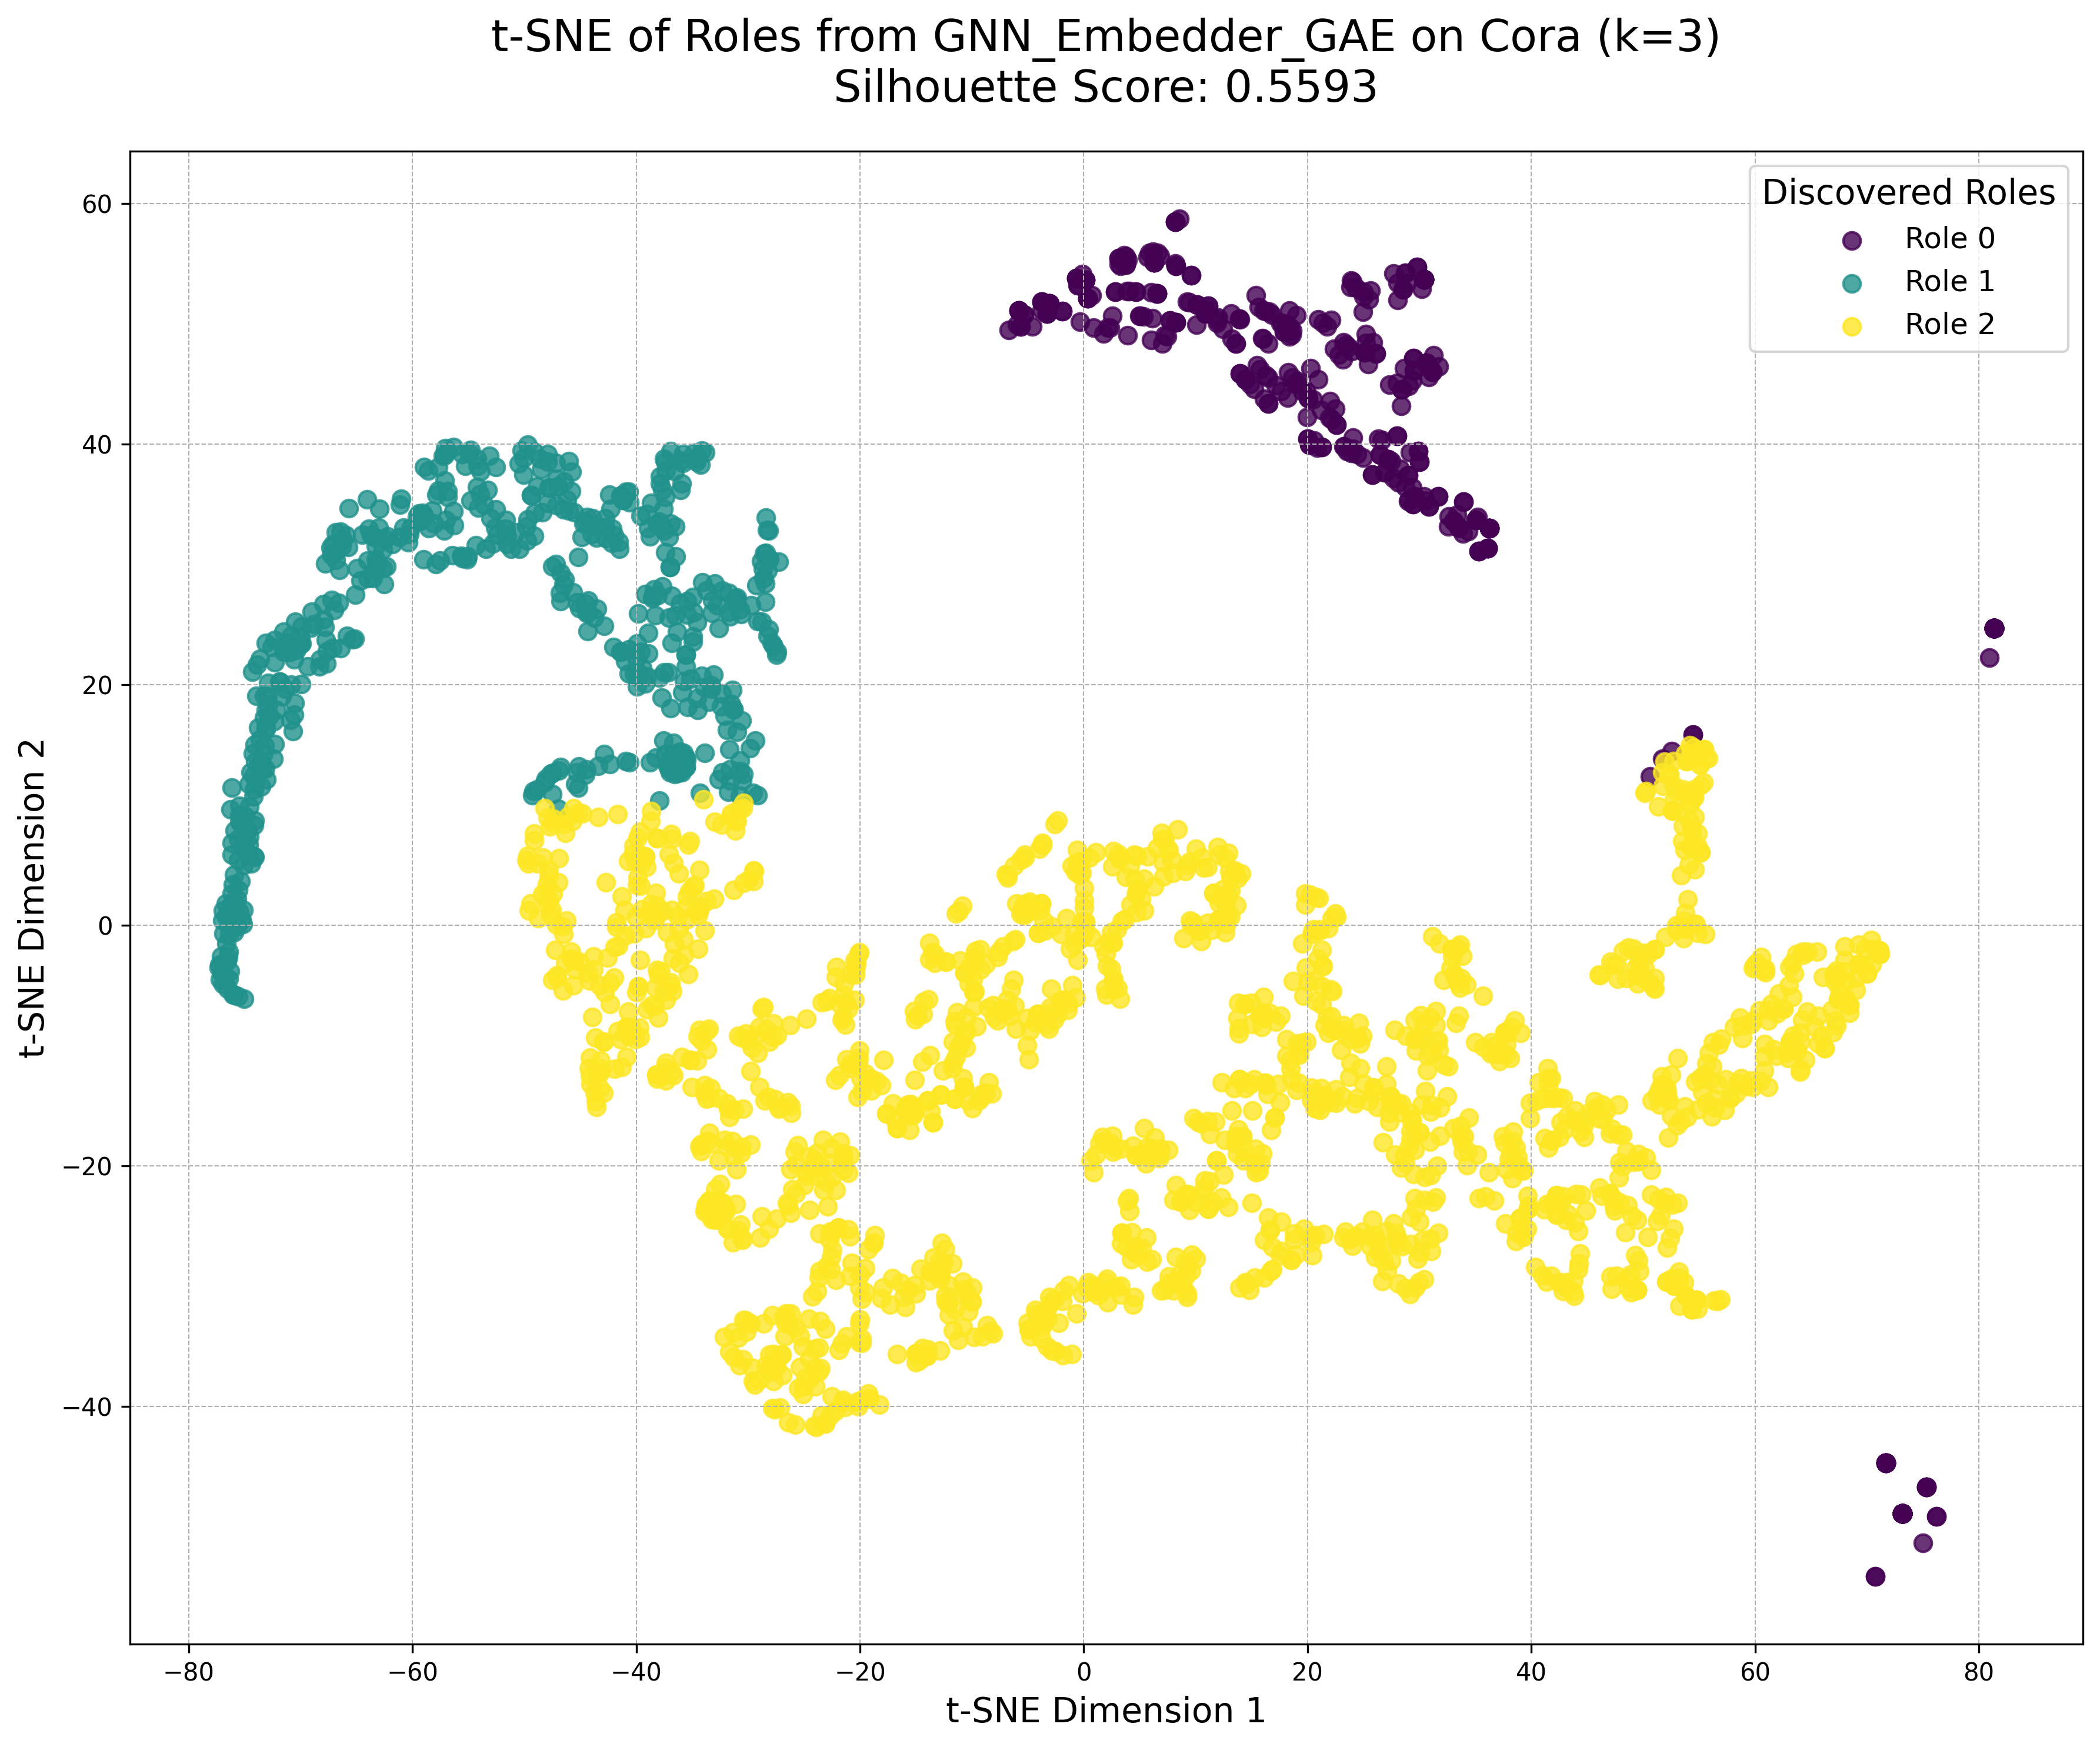 t-SNE of Roles from GNN_Embedder_GAE on Cora (k=3)
Silhouette Score: 0.5593
Discovered Roles
Role 0
Role 1
Role 2
t-SNE Dimension 2
60
40
20
0
−20
−40
−80
−60
−40
−20
0
20
40
60
80
t-SNE Dimension 1